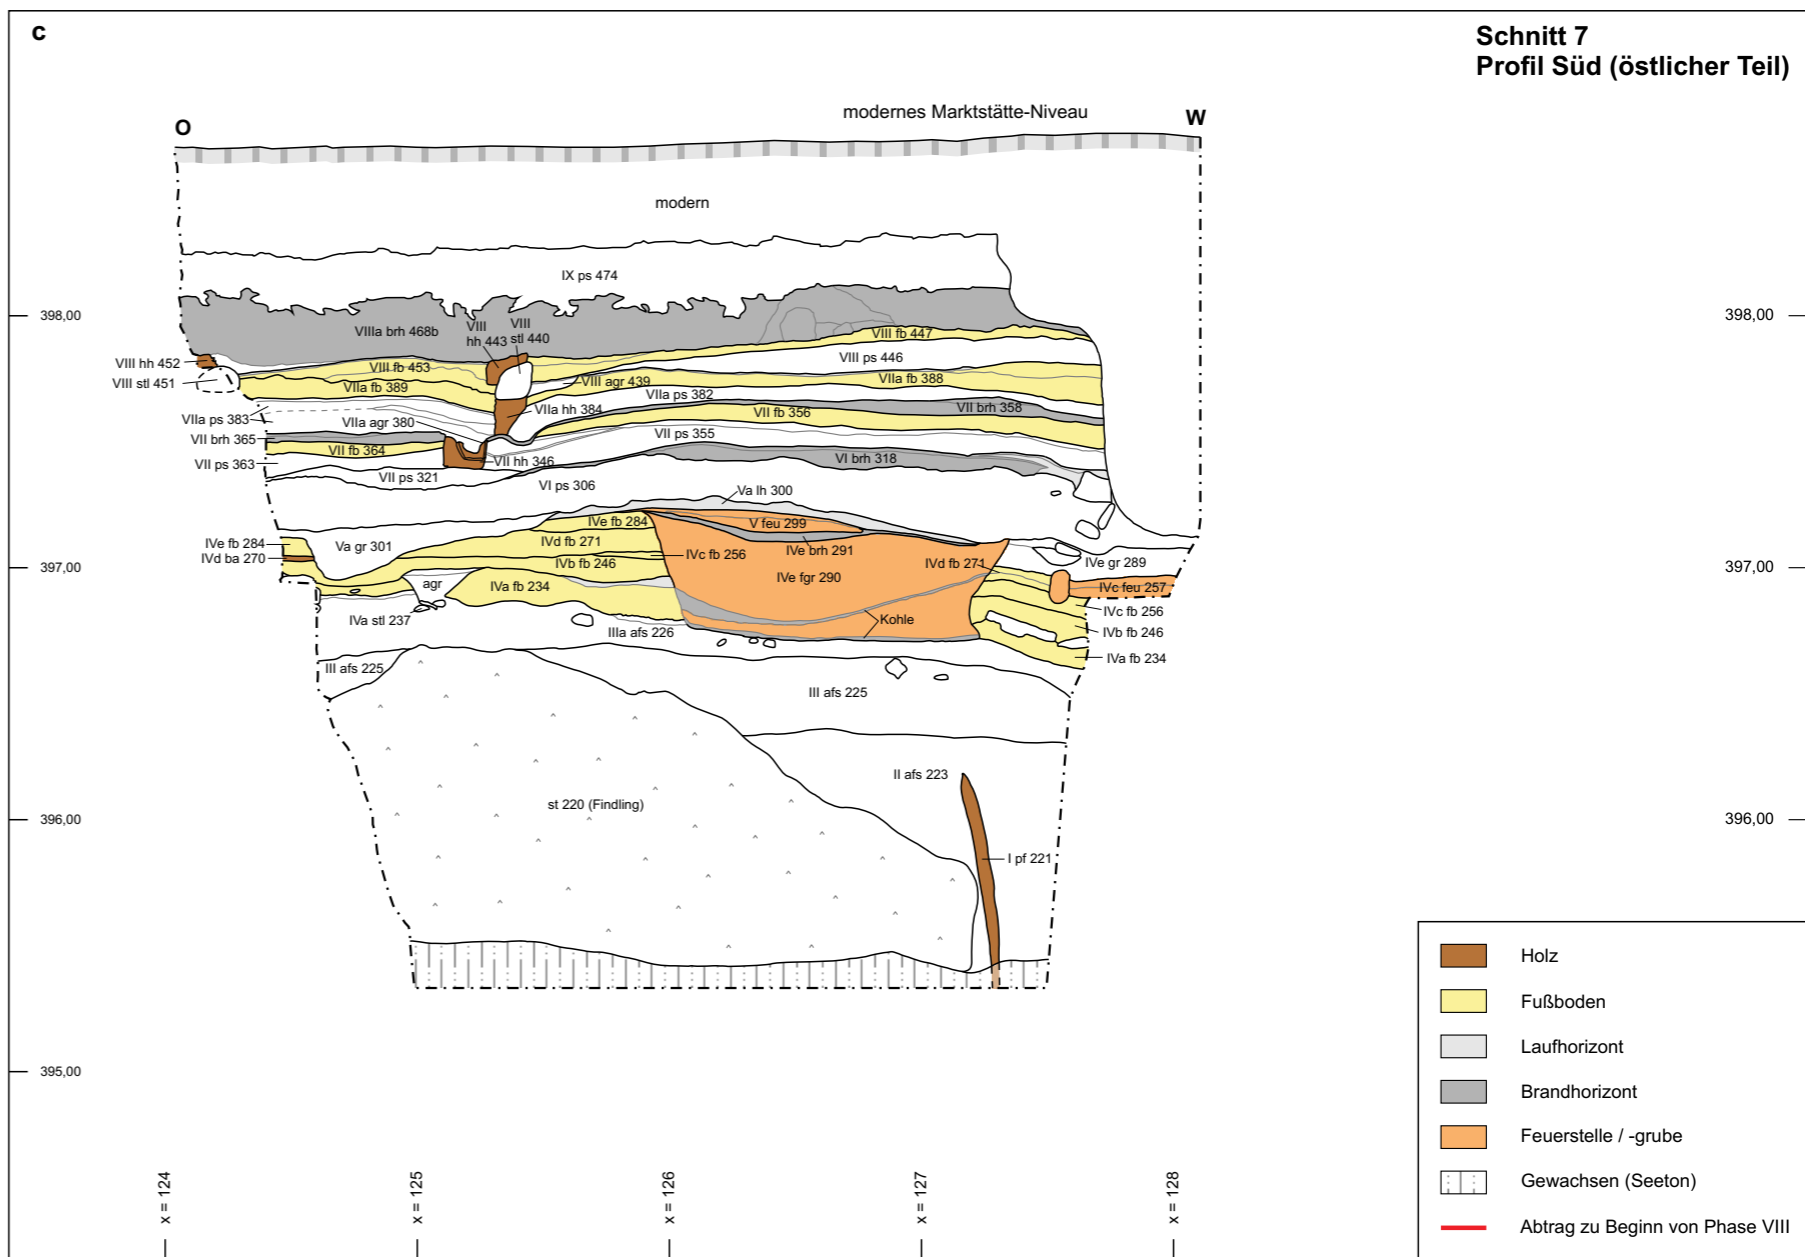 c
Schnitt 7
Profil Süd (östlicher Teil)
modernes Marktstätte-Niveau
O
W
modern
IX ps 474
398,00
398,00
VIIIa brh 468b
VIII
hh 443
VIII
stl 440
VIII fb 447
VIII ps 446
VIII hh 452
VIII stl 451
VIII fb 453
VIIa fb 389
VIII agr 439
VIIa fb 388
VIIa ps 382
VIIa hh 384
VII fb 356
VII brh 358
VIIa ps 383
VIIa agr 380
VII brh 365
VII fb 364
VII ps 355
VII ps 363
VII hh 346
VI brh 318
VII ps 321
VI ps 306
Va lh 300
IVe fb 284
V feu 299
IVe fb 284
Va gr 301
IVd fb 271
IVe brh 291
IVd ba 270
IVb fb 246
IVc fb 256
IVd fb 271
IVe gr 289
397,00
397,00
agr
IVa fb 234
IVe fgr 290
IVc feu 257
IVc fb 256
IVa stl 237
IIIa afs 226
Kohle
IVb fb 246
IVa fb 234
III afs 225
III afs 225
II afs 223
st 220 (Findling)
396,00
396,00
I pf 221
395,00
x = 124
x = 125
x = 126
x = 127
x = 128
Holz
Fußboden
Laufhorizont
Brandhorizont
Feuerstelle / -grube
Gewachsen (Seeton)
Abtrag zu Beginn von Phase VIII